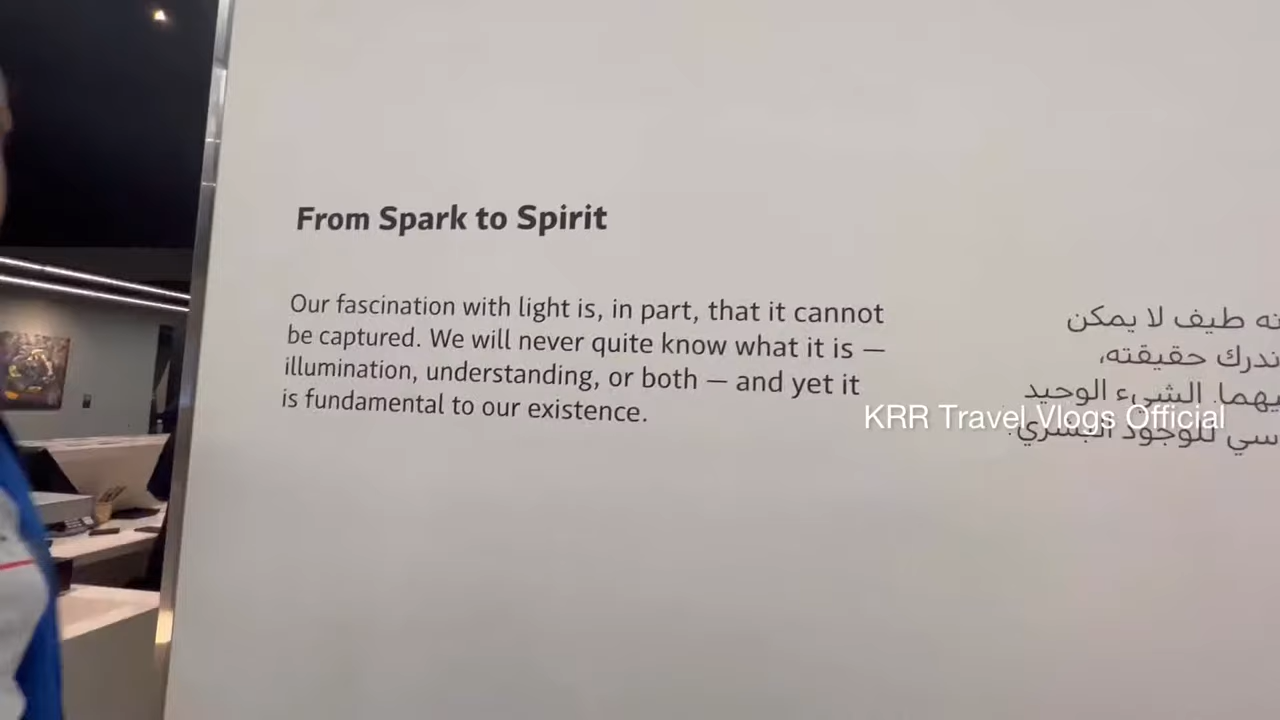 From Spark to Spirit
Our fascination with light is, in part, that it cannot
be captured. We will never quite know what it is —
illumination, understanding, or both — and yet it
is fundamental to our existence.
طيف لا يمكن
ندرك حقيقته،
الشيء الوحيد
للوجود البشري.
KRR Travel Vlogs Official